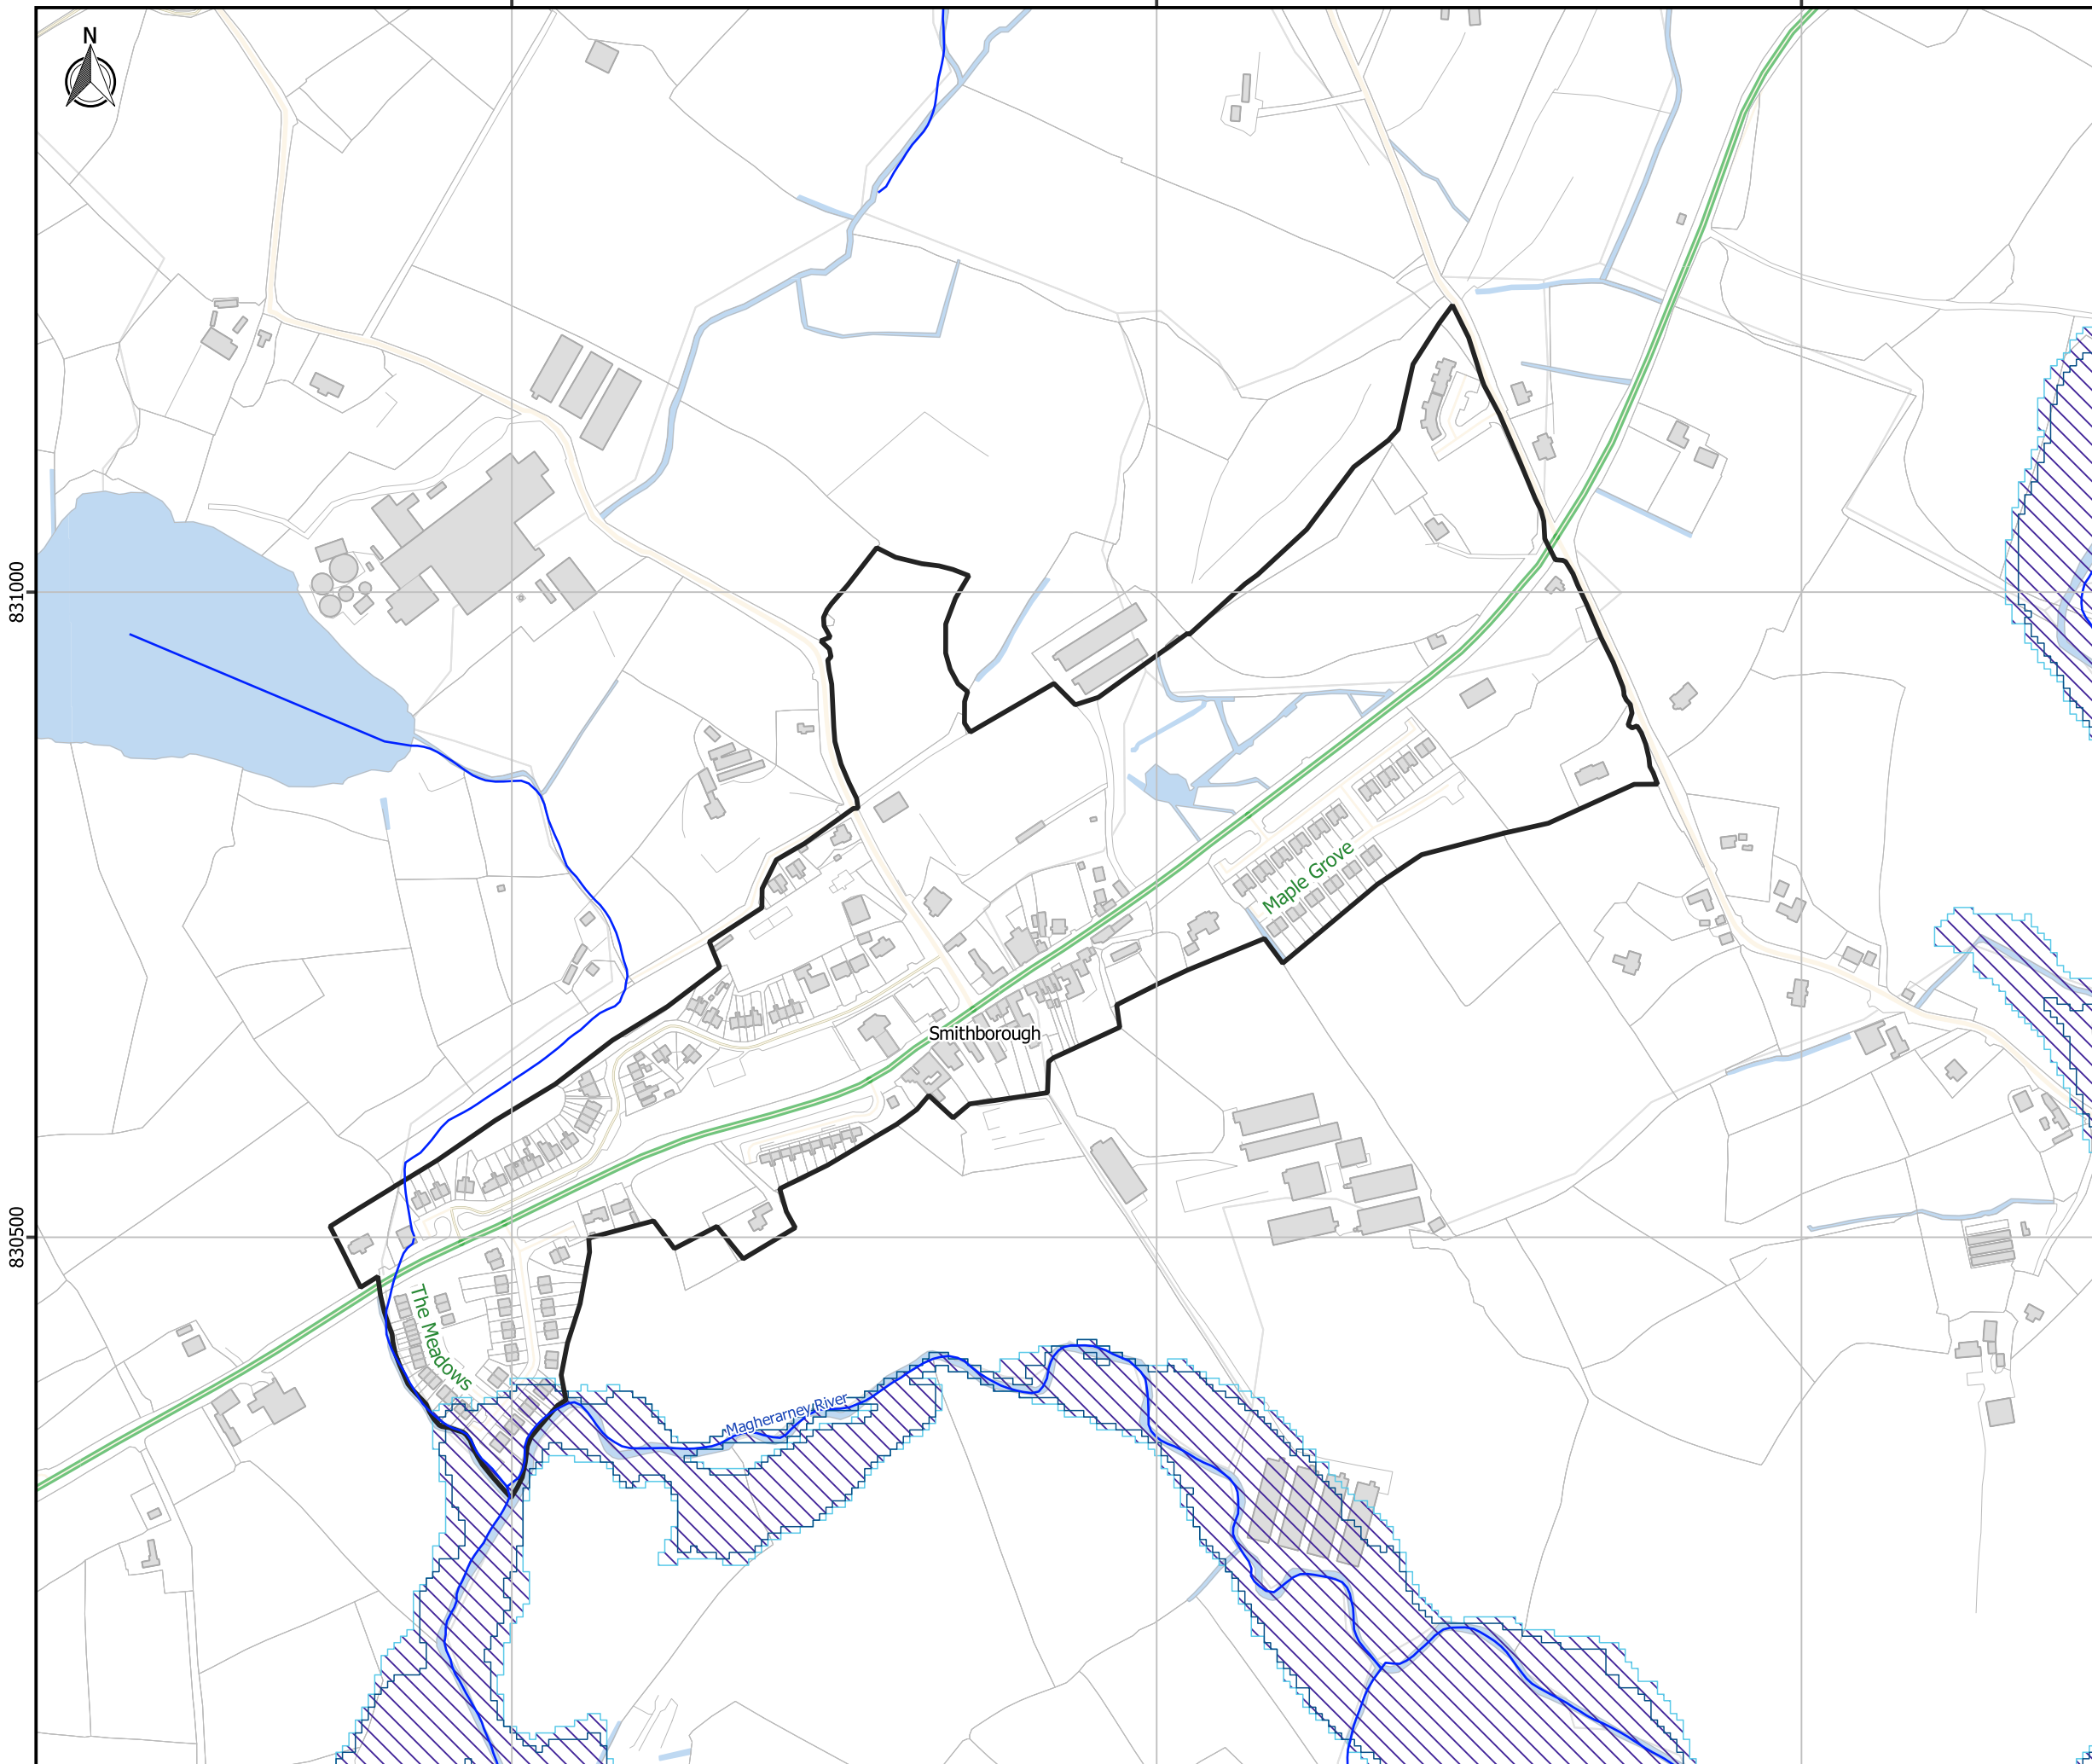 N
831000
Maple Grove
Smithborough
830500
The Meadows
Magherarney River